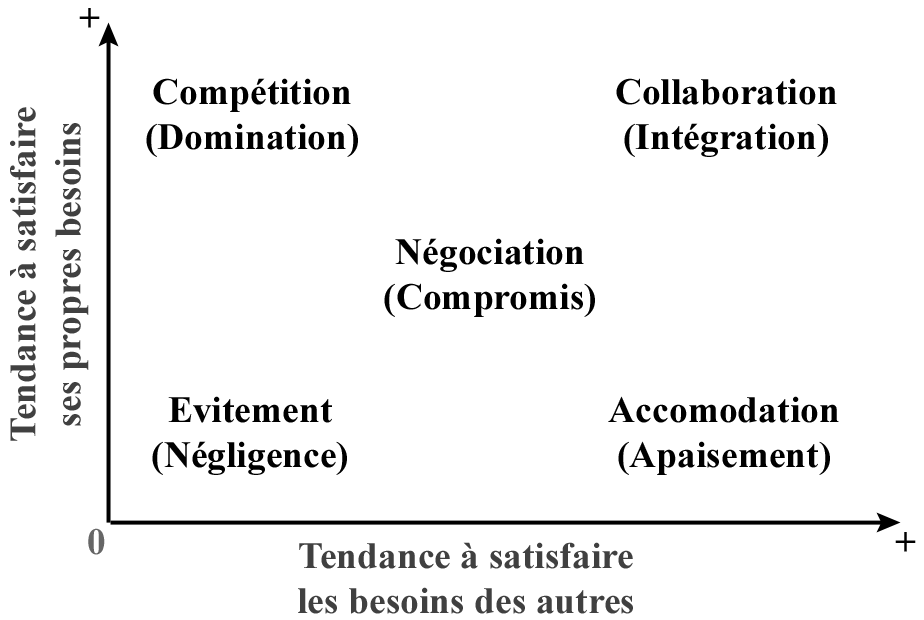 +
Compétition
(Domination)
Collaboration
(Intégration)
Tendance à satisfaire
ses propres besoins
Négociation
(Compromis)
Evitement
(Négligence)
Accomodation
(Apaisement)
0
+
Tendance à satisfaire
les besoins des autres